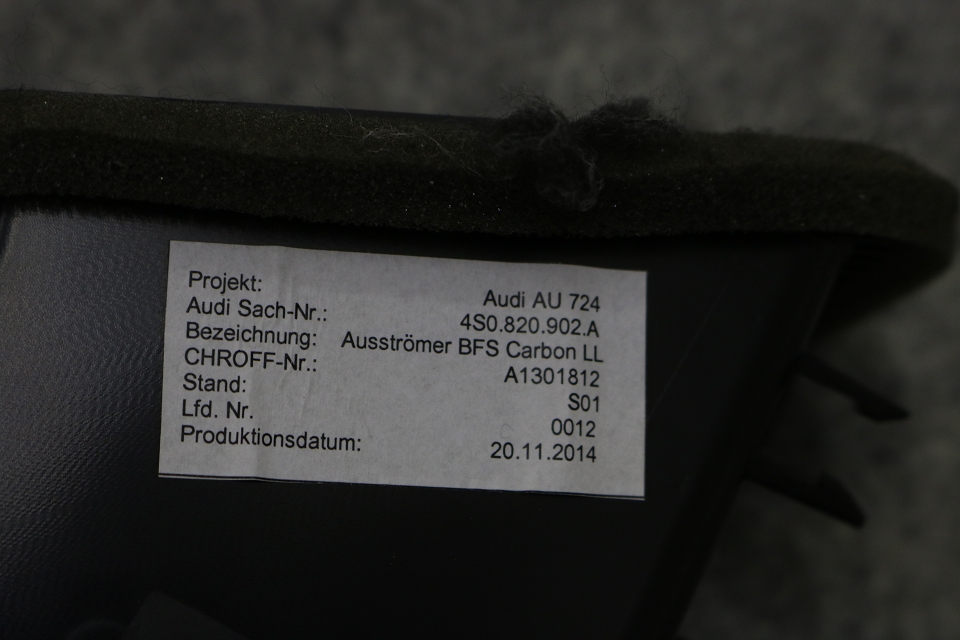 Projekt: Audi AU 724
Audi Sach-Nr.: 4S0.820.902.A
Bezeichnung: Ausströmer BFS Carbon LL
CHROFF-Nr.: A1301812
Stand: S01
Lfd. Nr. 0012
Produktionsdatum: 20.11.2014